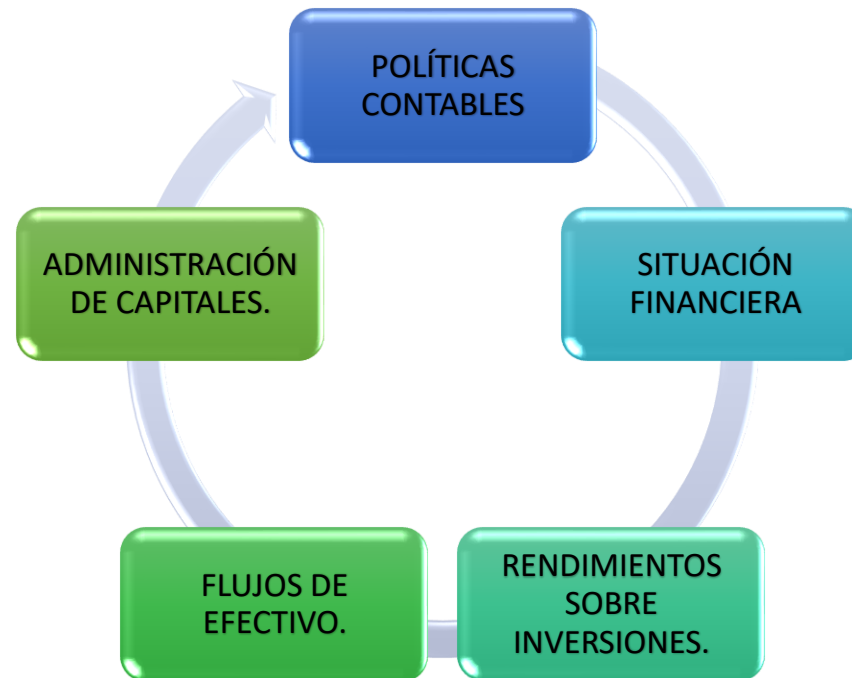 POLÍTICAS
CONTABLES
SITUACIÓN
FINANCIERA
RENDIMIENTOS
SOBRE
INVERSIONES.
FLUJOS DE
EFECTIVO.
ADMINISTRACIÓN
DE CAPITALES.